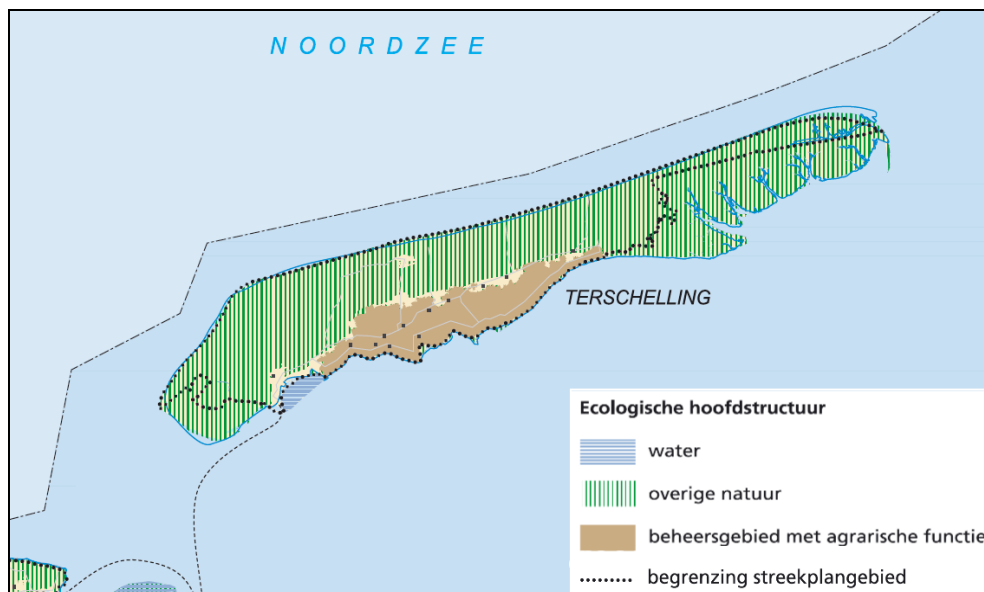 NOORDZEE
TERSCHELLING
Ecologische hoofdstructuur
water
overige natuur
beheersgebied met agrarische functie
begrenzing streekplangebied